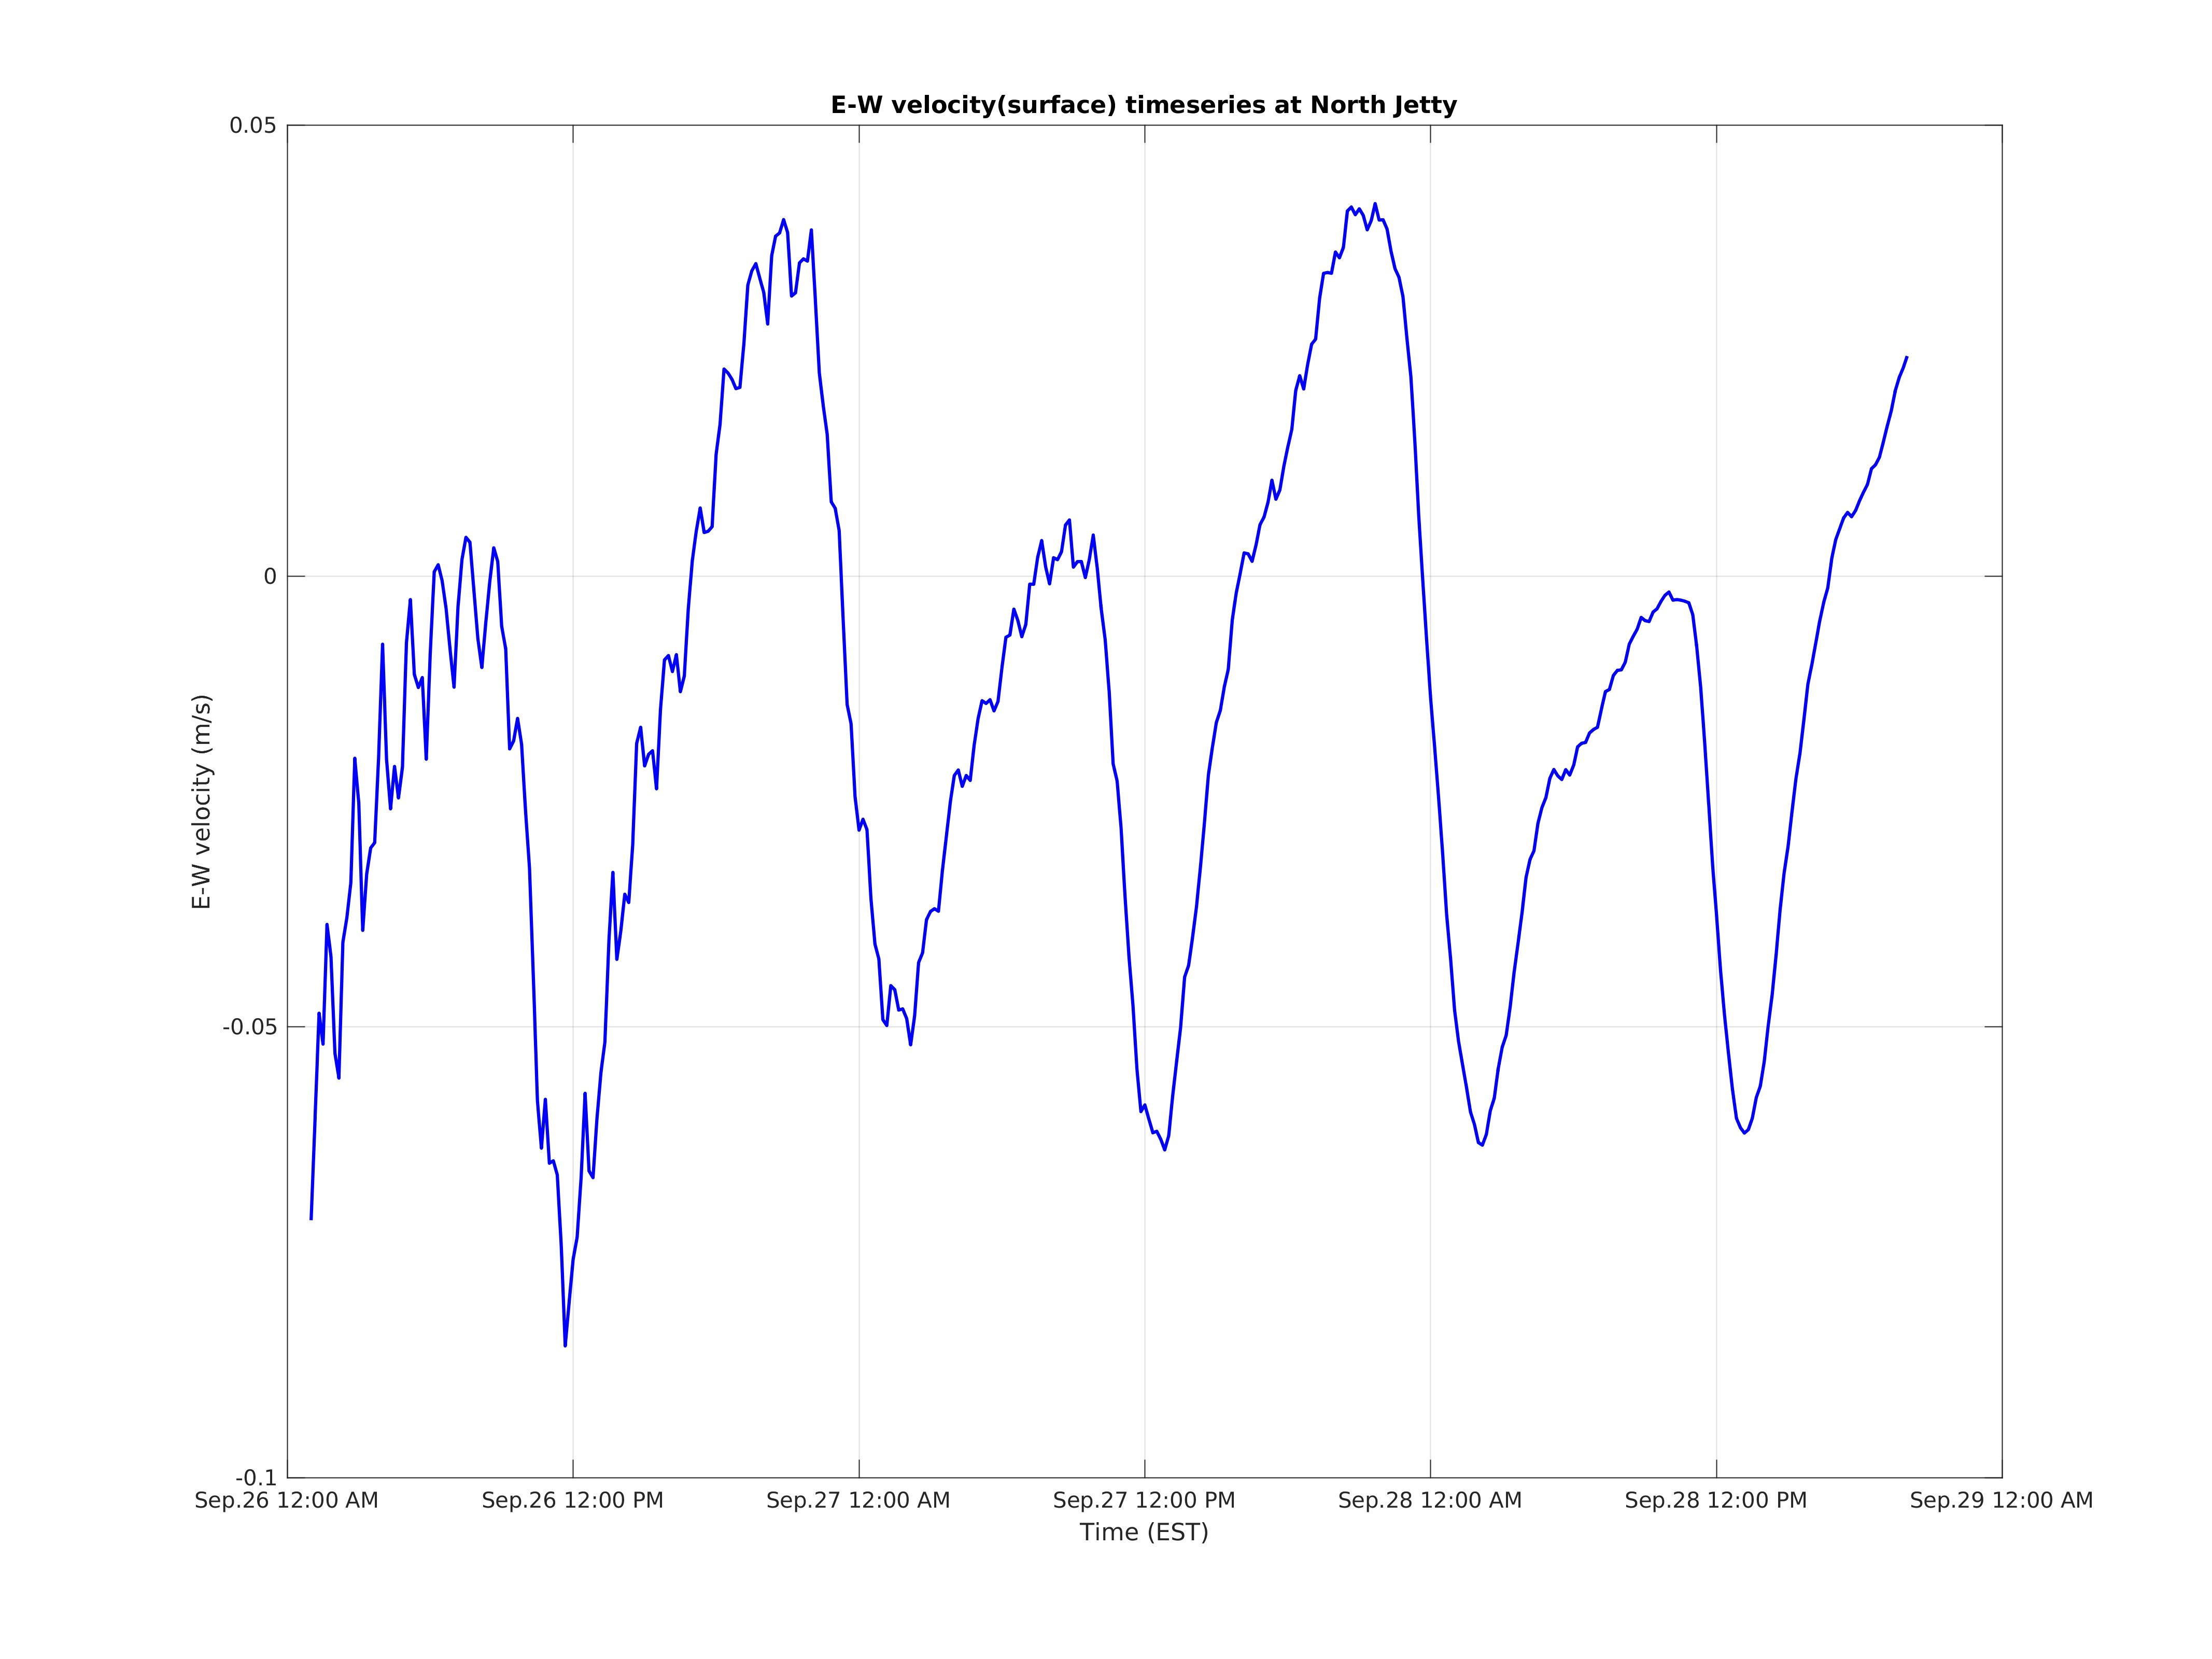 E-W velocity(surface) timeseries at North Jetty
0.05
0
-0.05
-0.1
E-W velocity (m/s)
Sep.26 12:00 AM Sep.26 12:00 PM Sep.27 12:00 AM Sep.27 12:00 PM Sep.28 12:00 AM Sep.28 12:00 PM Sep.29 12:00 AM
Time (EST)